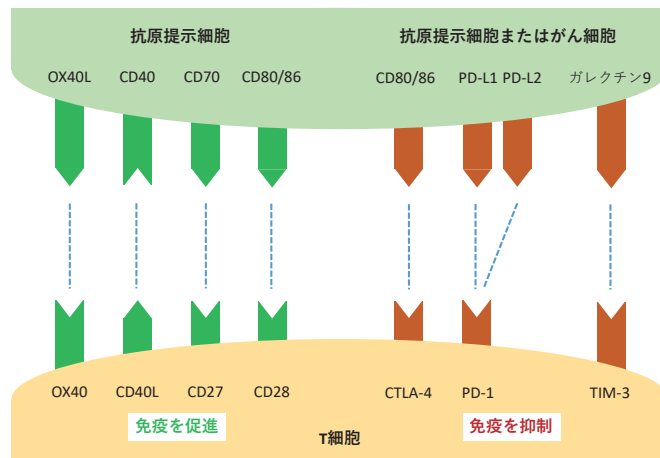 抗原提示細胞
抗原提示細胞またはがん細胞
OX40L CD40 CD70 CD80/86
CD80/86 PD-L1 PD-L2 ガレクチン9
OX40 CD40L CD27 CD28
CTLA-4 PD-1 TIM-3
免疫を促進
免疫を抑制
T細胞